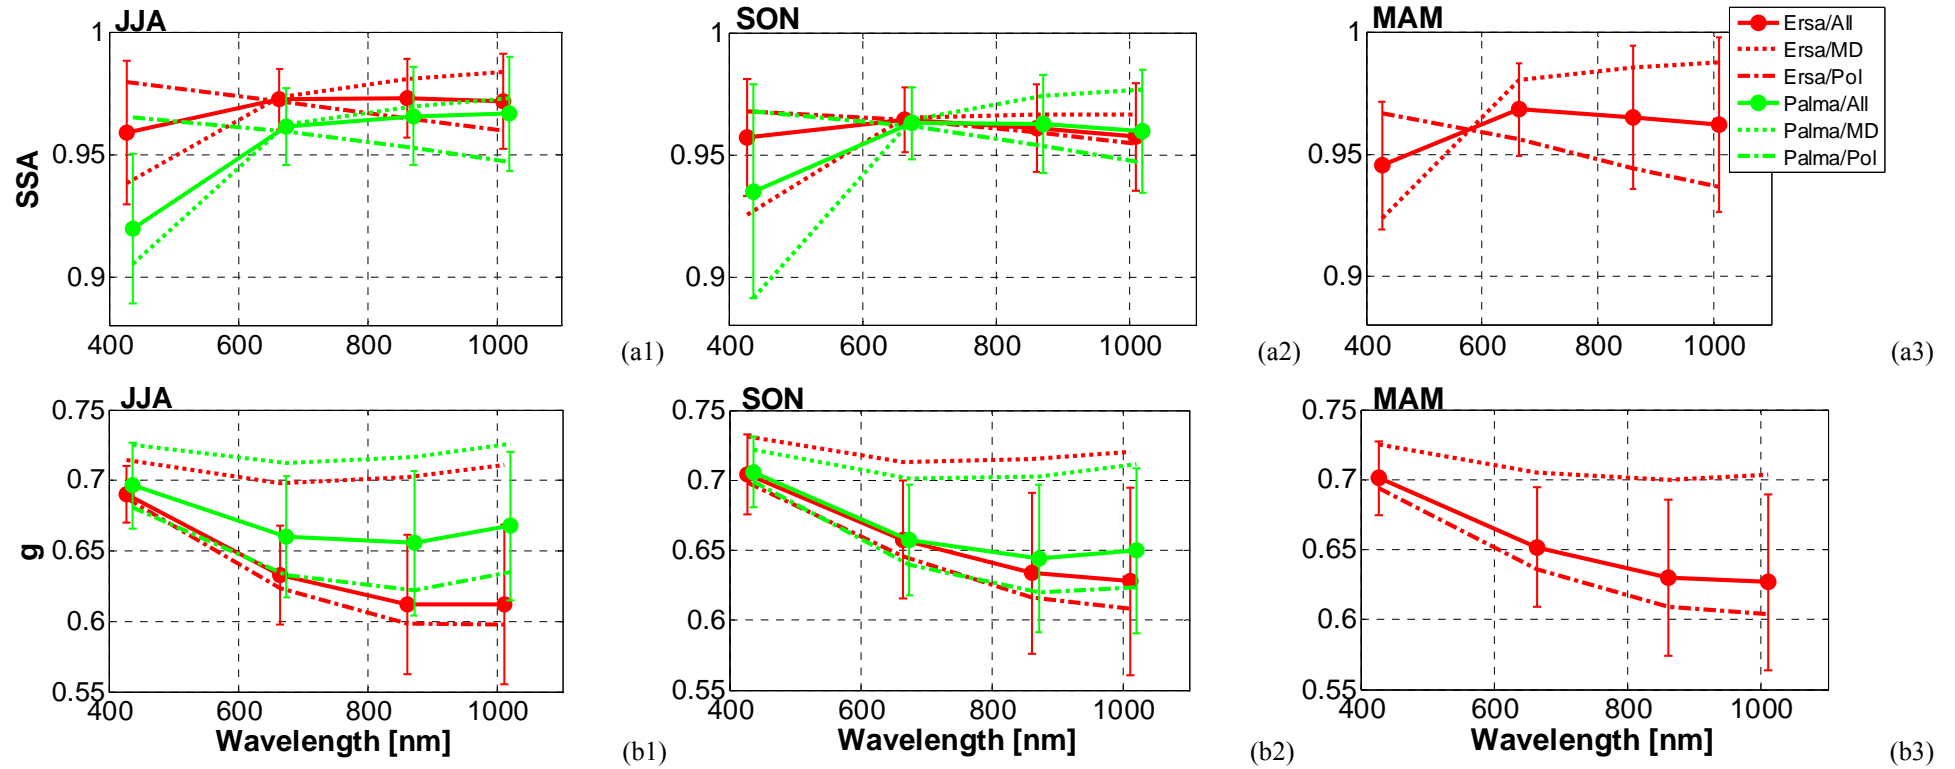 JJA
SON
MAM
1
0.95
0.9
SSA
400
600
800
1000
(a1)
1
0.95
0.9
400
600
800
1000
(a2)
1
0.95
0.9
400
600
800
1000
(a3)
Ersa/All
Ersa/MD
Ersa/Pol
Palma/All
Palma/MD
Palma/Pol
JJA
SON
MAM
0.75
0.7
0.65
0.6
0.55
g
400
600
800
1000
Wavelength [nm]
(b1)
0.75
0.7
0.65
0.6
0.55
400
600
800
1000
Wavelength [nm]
(b2)
0.75
0.7
0.65
0.6
0.55
400
600
800
1000
Wavelength [nm]
(b3)